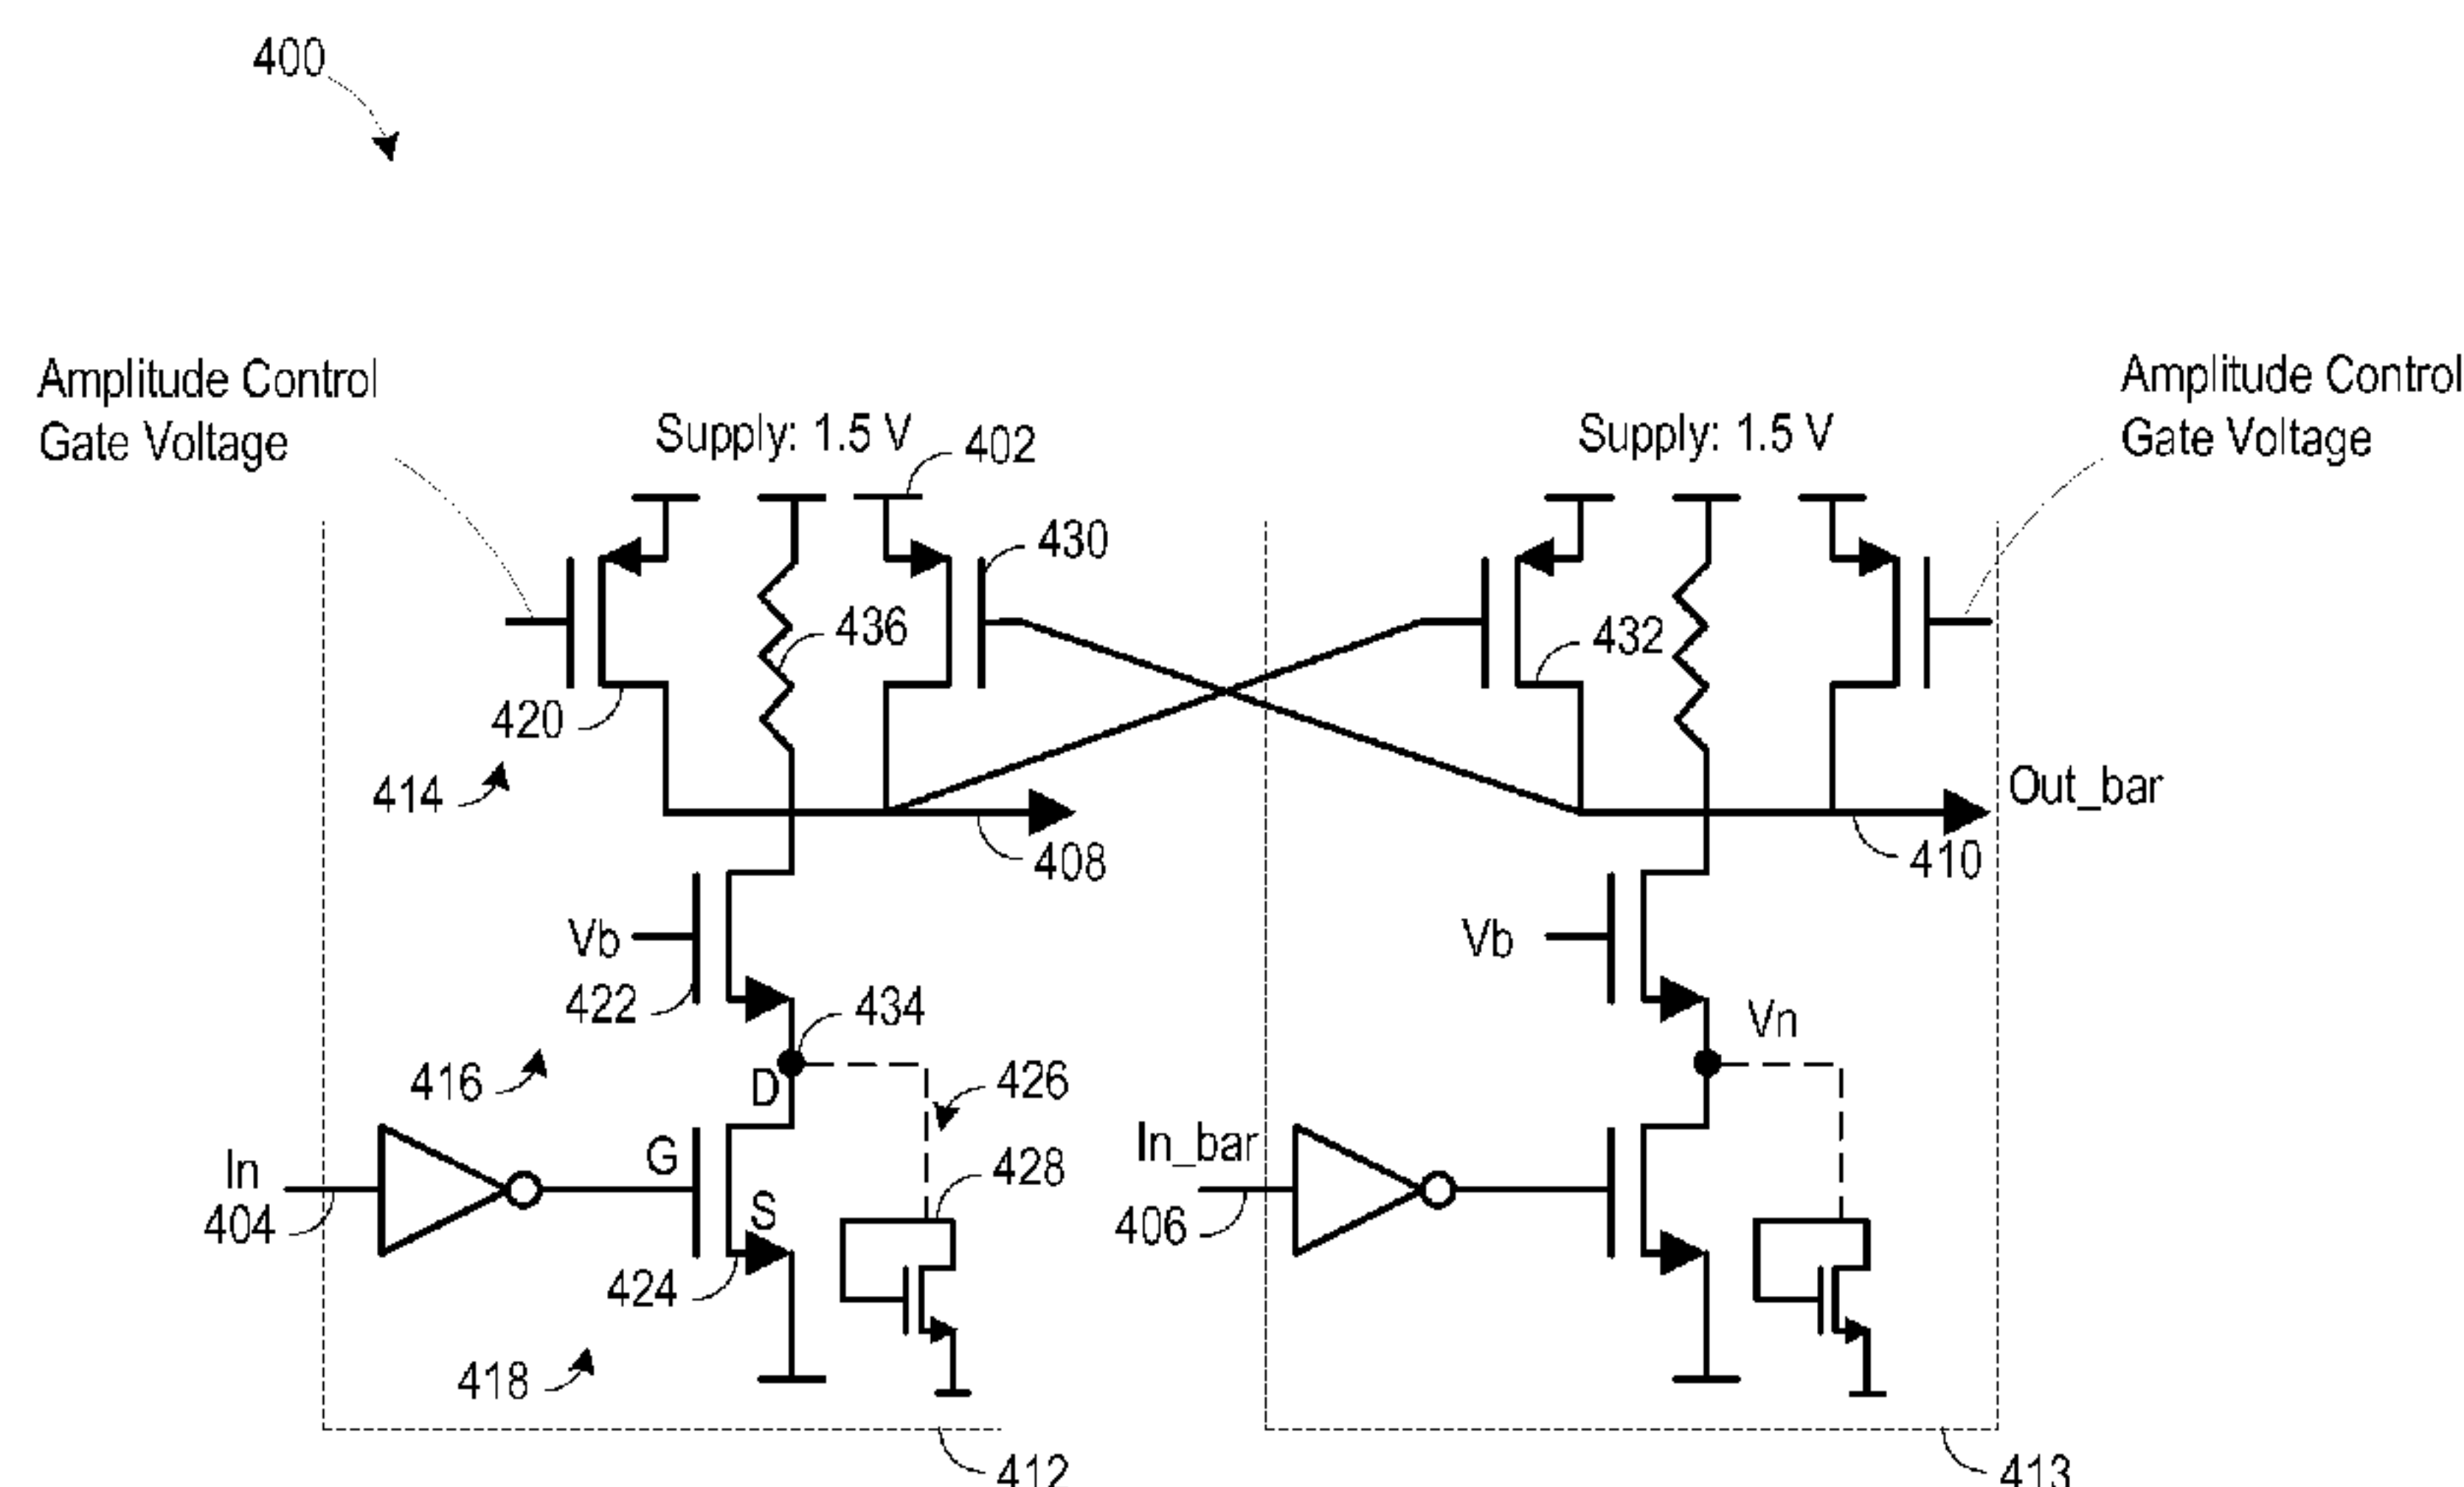 400
Amplitude Control
Gate Voltage
Supply: 1.5 V
402
Supply: 1.5 V
Amplitude Control
Gate Voltage
430
436
432
420
414
Out_bar
408
410
Vb
Vb
422
434
Vn
416
D
426
In
404
G
S
428
In_bar
406
424
418
412
413